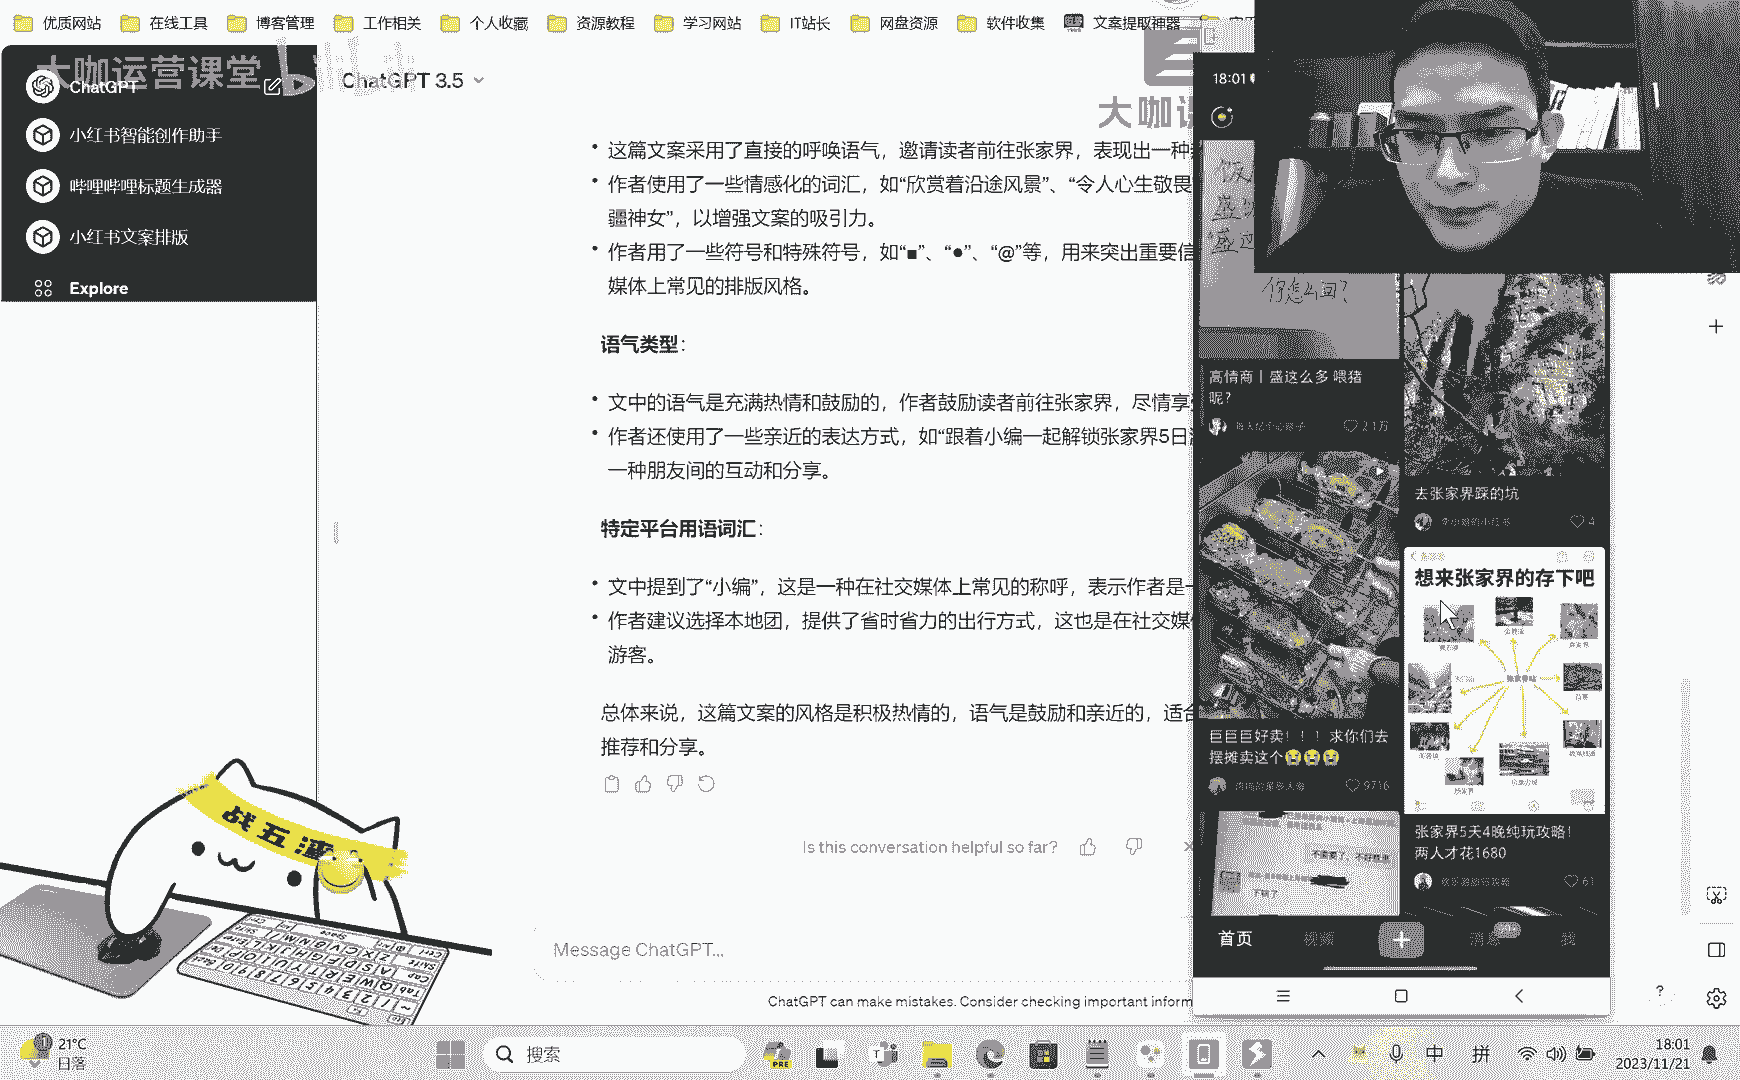 优质网站
在线工具
博客管理
工作相关
个人收藏
资源教程
学习网站
IT站长
网盘资源
软件收集
文案提取神器
大咖运营课堂
ChatGPT
小红书智能创作助手
哔哩哔哩标题生成器
小红书文案排版
Explore
ChatGPT 3.5
大咖课
• 这篇文案采用了直接的呼唤语气，邀请读者前往张家界，表现出一种
• 作者使用了一些情感化的词汇，如“欣赏着沿途风景”、“令人心生敬畏
疆神女”，以增强文案的吸引力。
• 作者用了一些符号和特殊符号，如“■”、“●”、“@”等，用来突出重要信
媒体上常见的排版风格。
语气类型：
• 文中的语气是充满热情和鼓励的，作者鼓励读者前往张家界，尽情享
• 作者还使用了一些亲近的表达方式，如“跟着小编一起解锁张家界5日
一种朋友间的互动和分享。
特定平台用语词汇：
• 文中提到了“小编”，这是一种在社交媒体上常见的称呼，表示作者是一
• 作者建议选择本地团，提供了省时省力的出行方式，这也是在社交媒
游客。
总体来说，这篇文案的风格是积极热情的，语气是鼓励和亲近的，适合
推荐和分享。
Is this conversation helpful so far?
Message ChatGPT...
ChatGPT can make mistakes. Consider checking important inform
18:01
你怎么回?
高情商丨盛这么多 喂猪
呢？
2.1万
巨巨巨好卖！！！求你们去
摆摊卖这个😭😭😭
9716
去张家界踩的坑
4
想来张家界的存下吧
张家界5天4晚纯玩攻略！
两人才花1680
61
首页
视频
消息
我
战五渣
21°C
日落
搜索
PRE
中
拼
18:01
2023/11/21